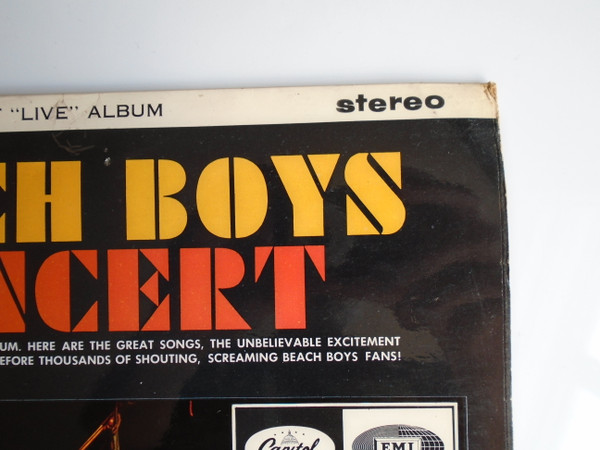 "LIVE" ALBUM
stereo
CH BOYS
NCERT
UM. HERE ARE THE GREAT SONGS, THE UNBELIEVABLE EXCITEMENT
EFORE THOUSANDS OF SHOUTING, SCREAMING BEACH BOYS FANS!
Capitol
EMI